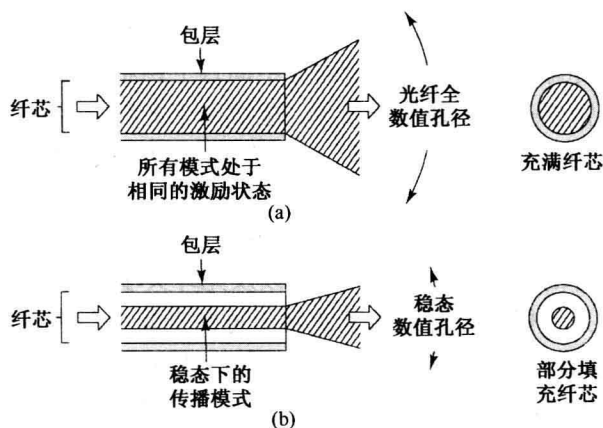 包层
纤芯
所有模式处于
相同的激励状态
光纤全
数值孔径
充满纤芯
(a)
包层
纤芯
稳态下的
传播模式
稳态
数值孔径
部分填
充纤芯
(b)